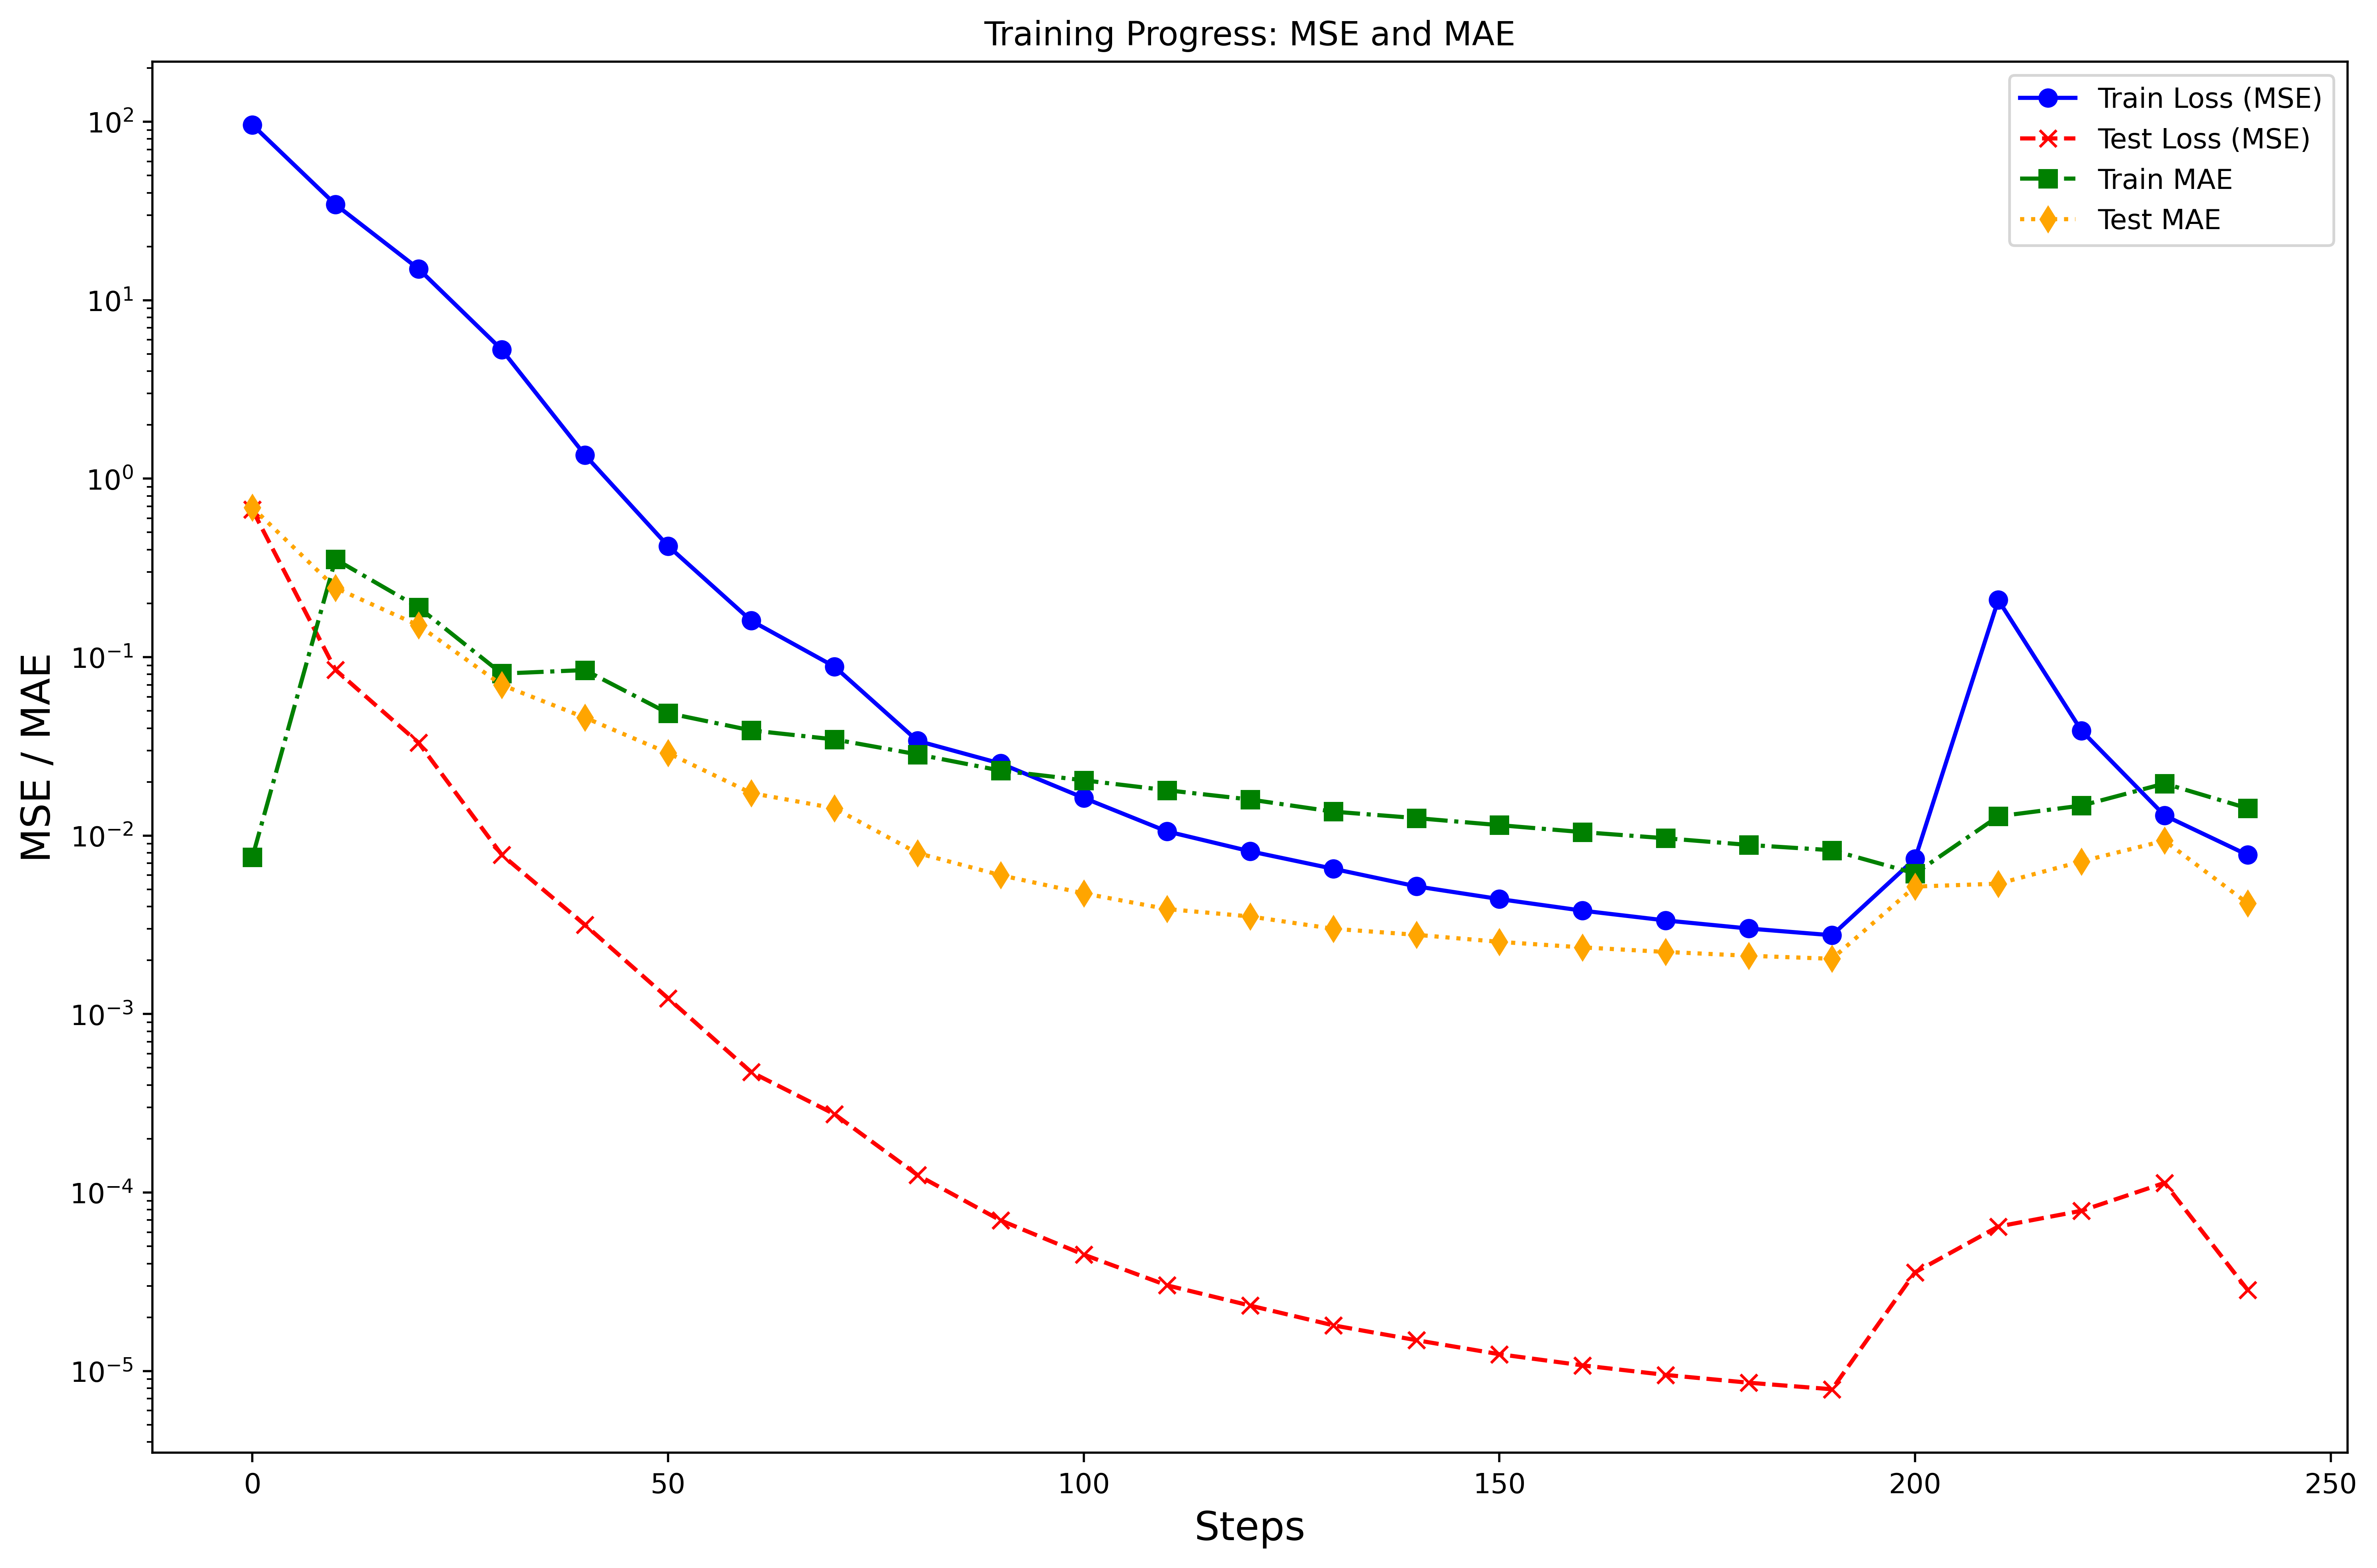 Training Progress: MSE and MAE
Train Loss (MSE)
Test Loss (MSE)
Train MAE
Test MAE
MSE / MAE
10²
10¹
10⁰
10⁻¹
10⁻²
10⁻³
10⁻⁴
10⁻⁵
0 50 100 150 200 250
Steps